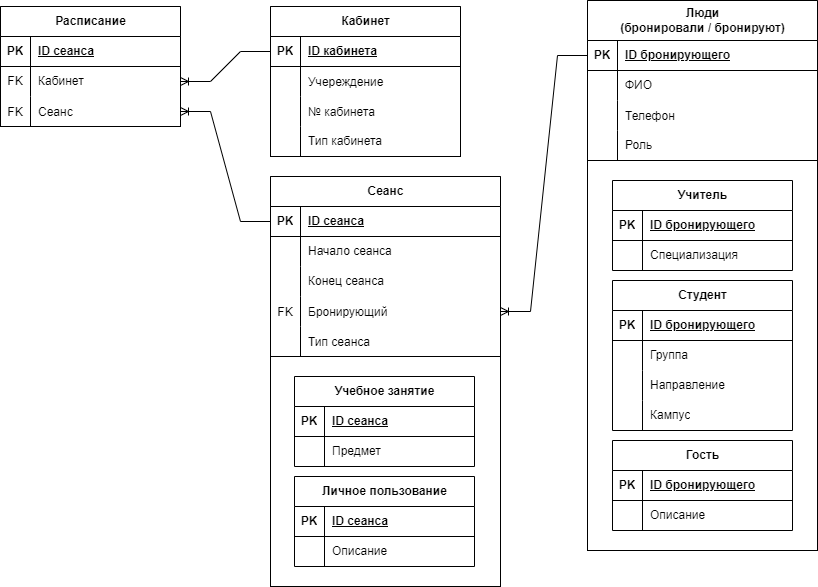 Расписание
PK ID сеанса
FK Кабинет
FK Сеанс
Кабинет
PK ID кабинета
Учереждение
№ кабинета
Тип кабинета
Сеанс
PK ID сеанса
Начало сеанса
Конец сеанса
FK Бронирующий
Тип сеанса
Учебное занятие
PK ID сеанса
Предмет
Личное пользование
PK ID сеанса
Описание
Люди
(бронировали / бронируют)
PK ID бронирующего
ФИО
Телефон
Роль
Учитель
PK ID бронирующего
Специализация
Студент
PK ID бронирующего
Группа
Направление
Кампус
Гость
PK ID бронирующего
Описание